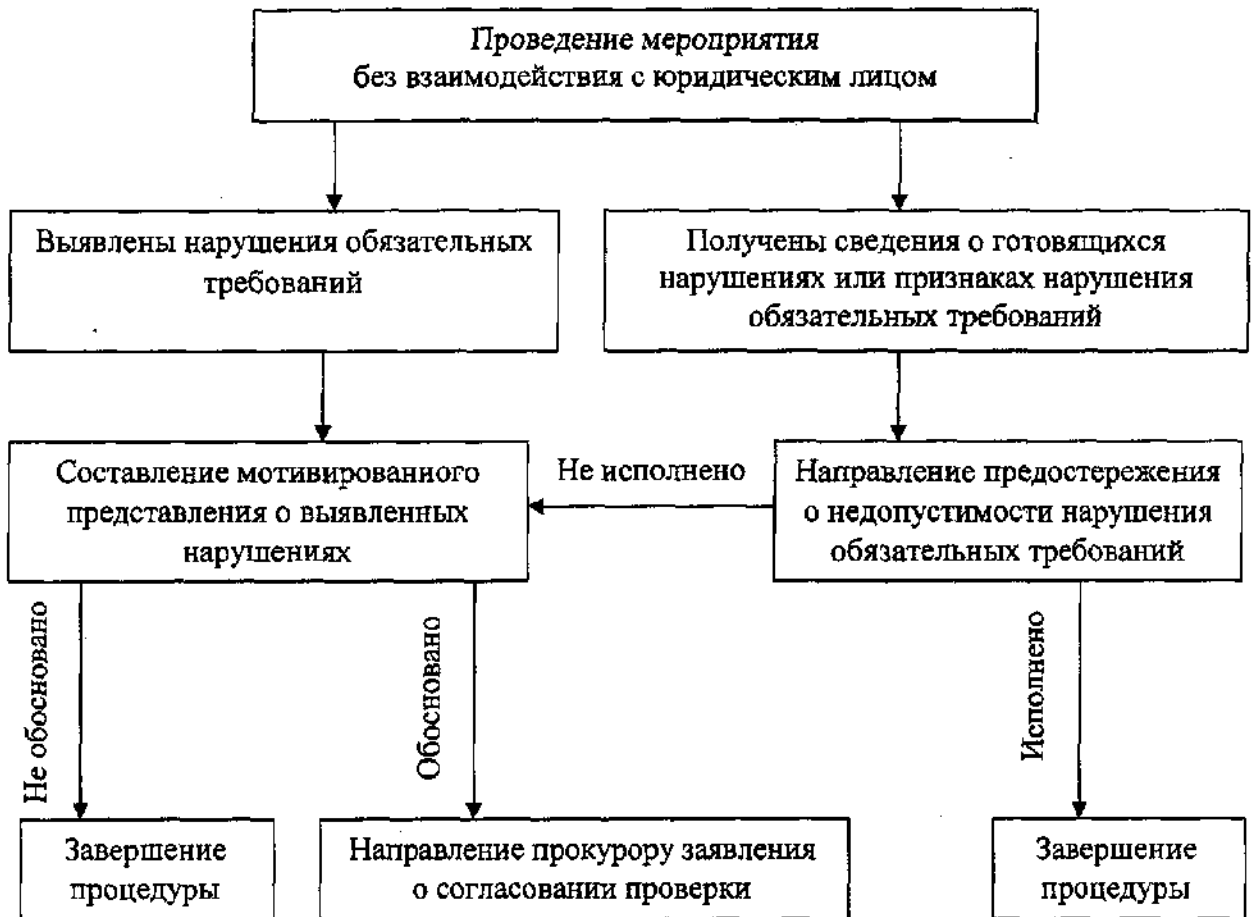 Проведение мероприятия
без взаимодействия с юридическим лицом
Выявлены нарушения обязательных
требований
Получены сведения о готовящихся
нарушениях или признаках нарушения
обязательных требований
Составление мотивированного
представления о выявленных
нарушениях
Не исполнено
Направление предостережения
о недопустимости нарушения
обязательных требований
Не обосновано
Обосновано
Исполнено
Завершение
процедуры
Направление прокурору заявления
о согласовании проверки
Завершение
процедуры